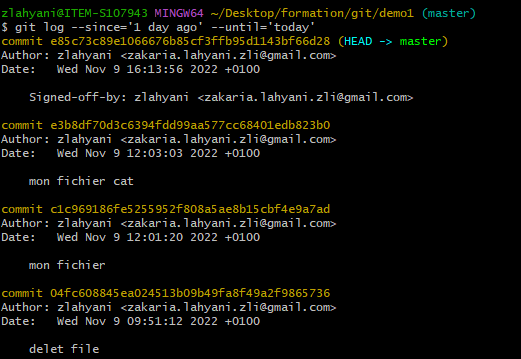 zlahyani@ITEM-S107943 MINGW64 ~/Desktop/formation/git/demo1 (master)
$ git log --since='1 day ago' --until='today'
commit e85c73c89e1066676b85cf3ffb95d1143bf66d28 (HEAD -> master)
Author: zlahyani <zakaria.lahyani.zli@gmail.com>
Date:   Wed Nov 9 16:13:56 2022 +0100

    Signed-off-by: zlahyani <zakaria.lahyani.zli@gmail.com>

commit e3b8df70d3c6394fdd99aa577cc68401edb823b0
Author: zlahyani <zakaria.lahyani.zli@gmail.com>
Date:   Wed Nov 9 12:03:03 2022 +0100

    mon fichier cat

commit c1c969186fe5255952f808a5ae8b15cbf4e9a7ad
Author: zlahyani <zakaria.lahyani.zli@gmail.com>
Date:   Wed Nov 9 12:01:20 2022 +0100

    mon fichier

commit 04fc608845ea024513b09b49fa8f49a2f9865736
Author: zlahyani <zakaria.lahyani.zli@gmail.com>
Date:   Wed Nov 9 09:51:12 2022 +0100

    delet file